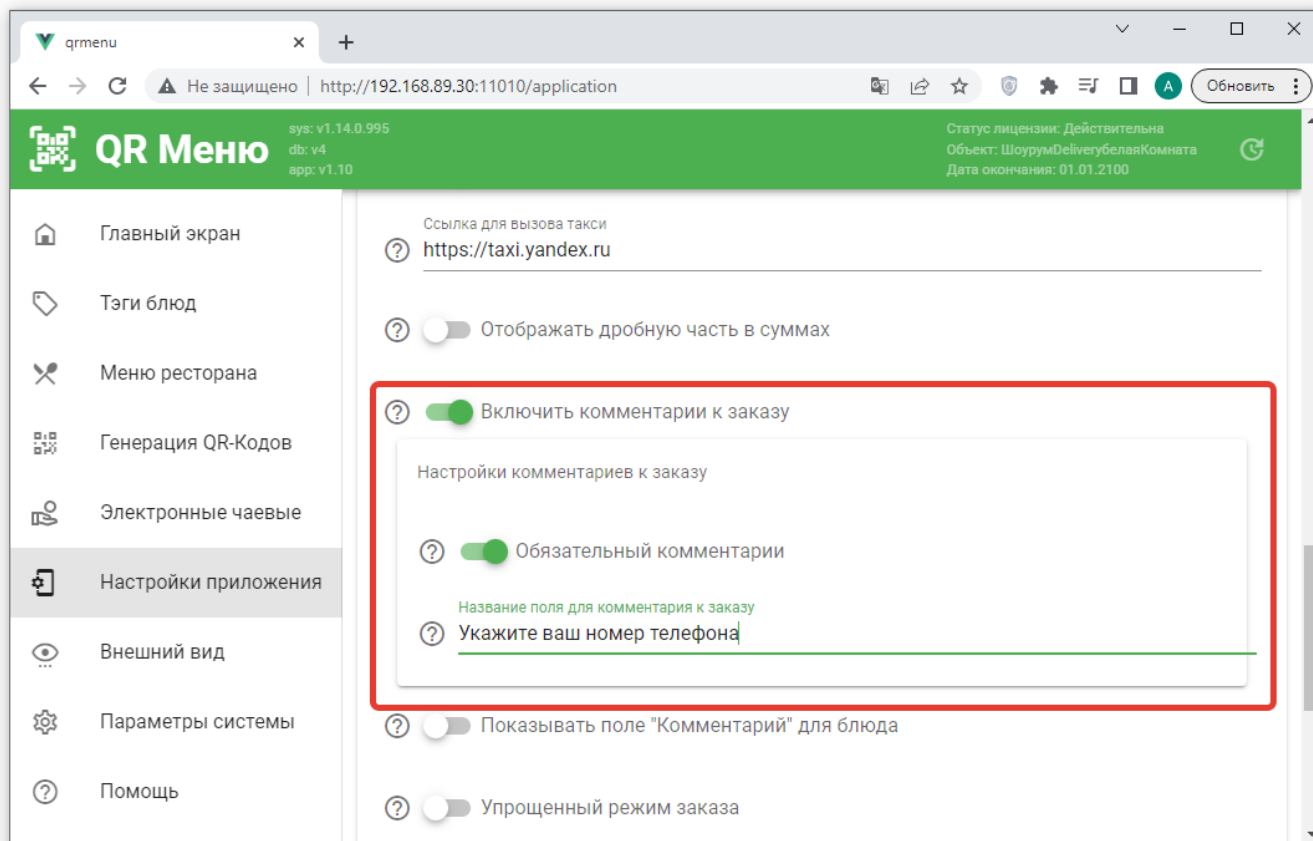 qrmenu
Не защищено
http://192.168.89.30:11010/application
A
Обновить
QR Меню
sys: v1.14.0.995
db: v4
app: v1.10
Статус лицензии: Действительна
Объект: ШоурумDeliveryбелаяКомната
Дата окончания: 01.01.2100
Главный экран
Тэги блюд
Меню ресторана
Генерация QR-Кодов
Электронные чаевые
Настройки приложения
Внешний вид
Параметры системы
Помощь
Ссылка для вызова такси
https://taxi.yandex.ru
Отображать дробную часть в суммах
Включить комментарии к заказу
Настройки комментариев к заказу
Обязательный комментарии
Название поля для комментария к заказу
Укажите ваш номер телефона
Показывать поле "Комментарий" для блюда
Упрощенный режим заказа